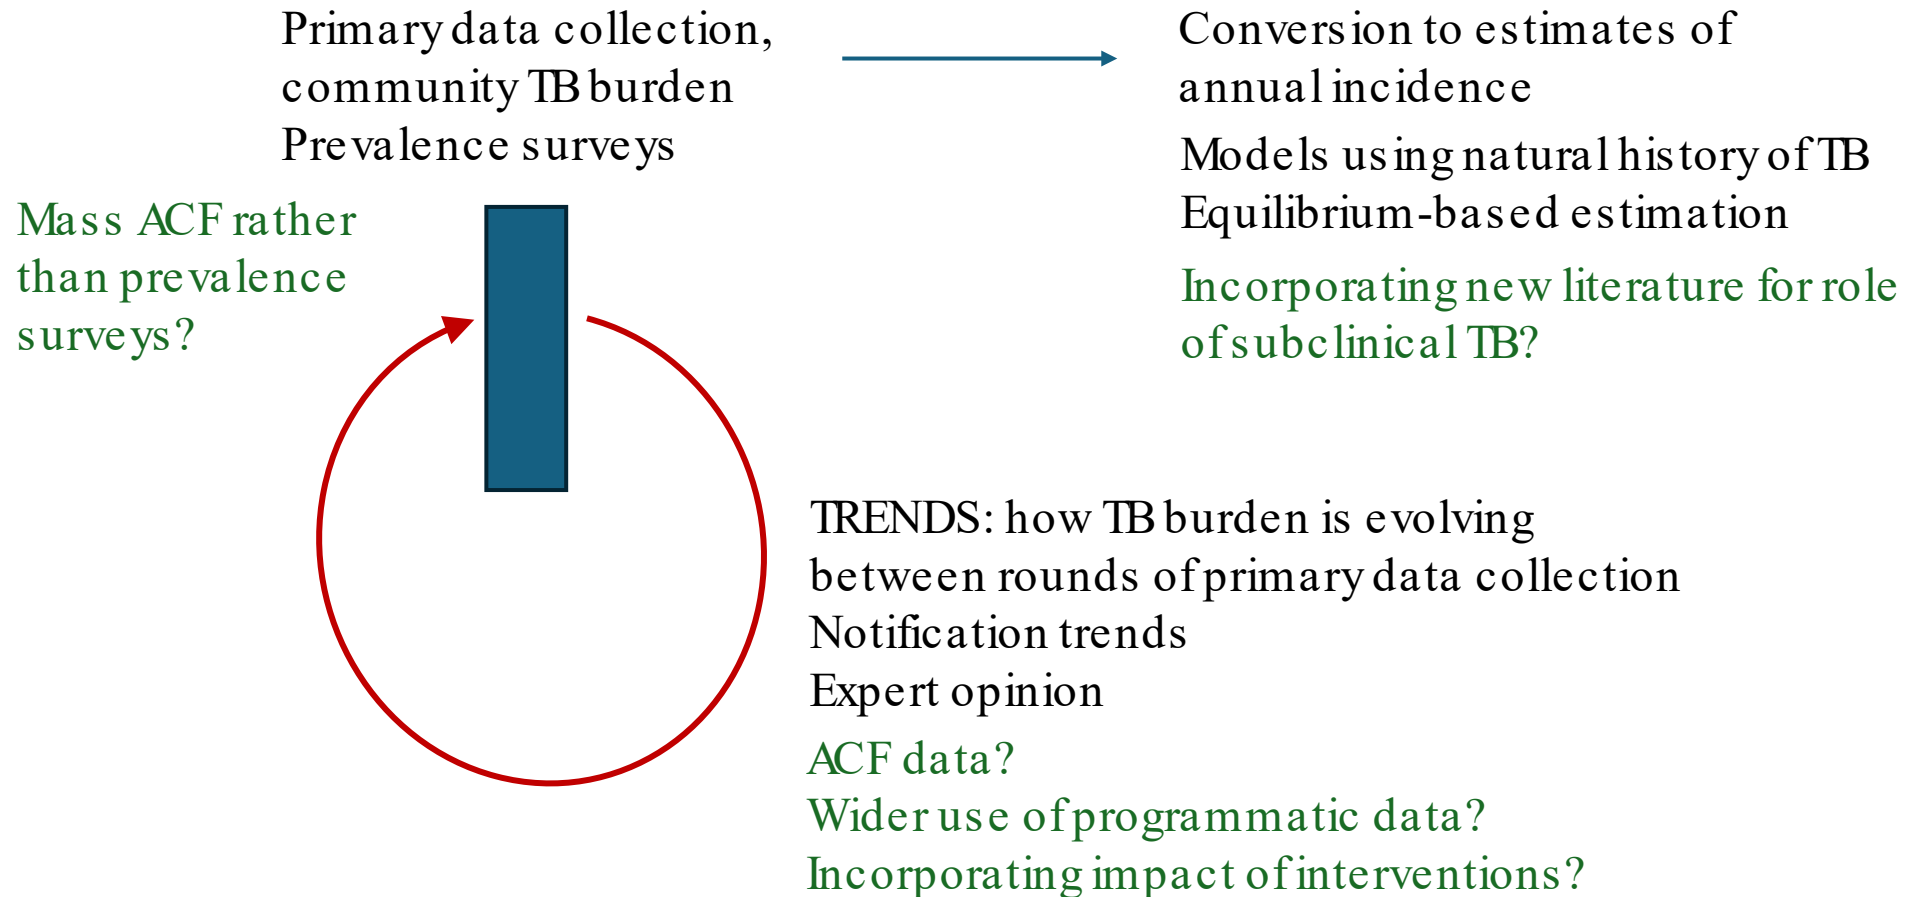 Primary data collection,
community TB burden
Prevalence surveys
Conversion to estimates of
annual incidence
Models using natural history of TB
Equilibrium-based estimation
Incorporating new literature for role
of subclinical TB?
Mass ACF rather
than prevalence
surveys?
TRENDS: how TB burden is evolving
between rounds of primary data collection
Notification trends
Expert opinion
ACF data?
Wider use of programmatic data?
Incorporating impact of interventions?